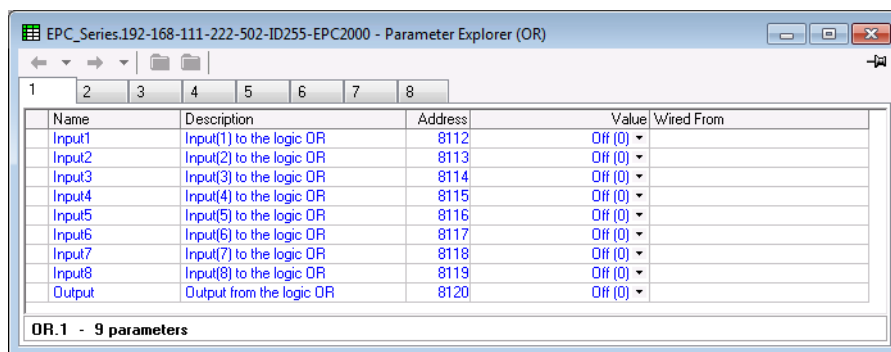 EPC_Series.192-168-111-222-502-ID255-EPC2000 - Parameter Explorer (OR)
1 2 3 4 5 6 7 8
Name Description Address Value Wired From
Input1 Input(1) to the logic OR 8112 Off (0)
Input2 Input(2) to the logic OR 8113 Off (0)
Input3 Input(3) to the logic OR 8114 Off (0)
Input4 Input(4) to the logic OR 8115 Off (0)
Input5 Input(5) to the logic OR 8116 Off (0)
Input6 Input(6) to the logic OR 8117 Off (0)
Input7 Input(7) to the logic OR 8118 Off (0)
Input8 Input(8) to the logic OR 8119 Off (0)
Output Output from the logic OR 8120 Off (0)
OR.1 - 9 parameters